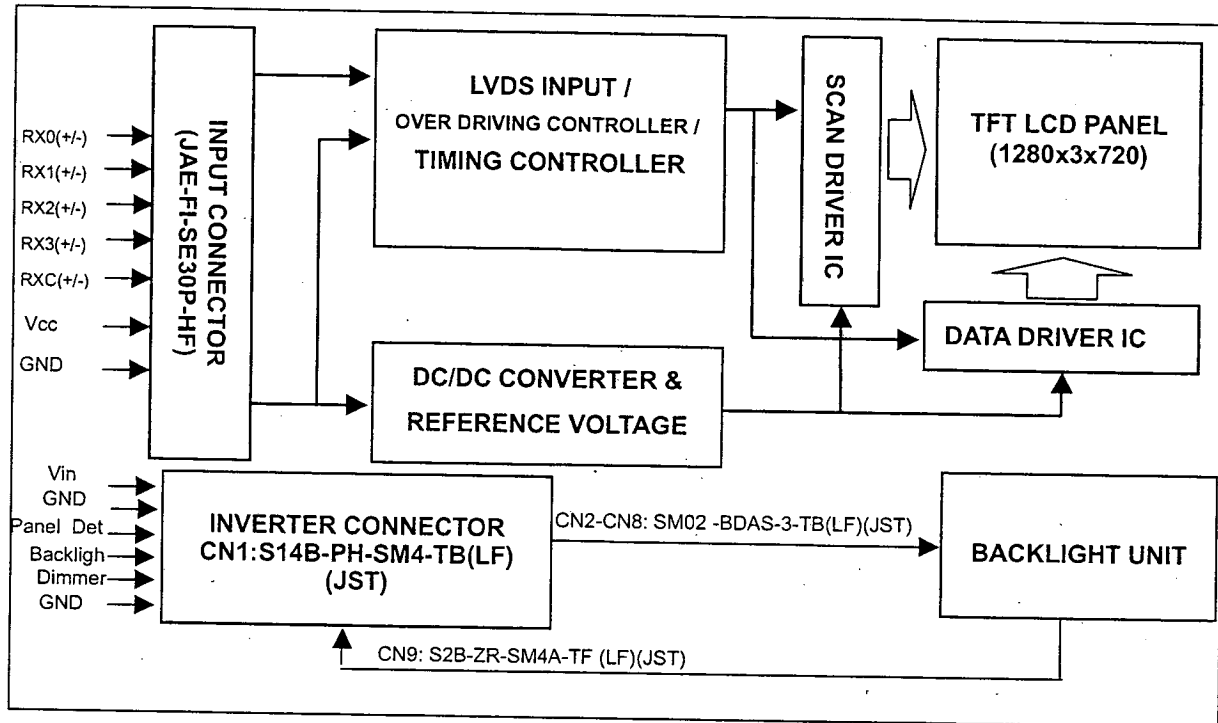 RX0(+/-)
RX1(+/-)
RX2(+/-)
RX3(+/-)
RXC(+/-)
Vcc
GND
INPUT CONNECTOR
(JAE-FI-SE30P-HF)
LVDS INPUT /
OVER DRIVING CONTROLLER /
TIMING CONTROLLER
SCAN DRIVER IC
TFT LCD PANEL
(1280x3x720)
DATA DRIVER IC
DC/DC CONVERTER &
REFERENCE VOLTAGE
Vin
GND
Panel Det
Backligh
Dimmer
GND
INVERTER CONNECTOR
CN1:S14B-PH-SM4-TB(LF)
(JST)
CN2-CN8: SM02 -BDAS-3-TB(LF)(JST)
BACKLIGHT UNIT
CN9: S2B-ZR-SM4A-TF (LF)(JST)